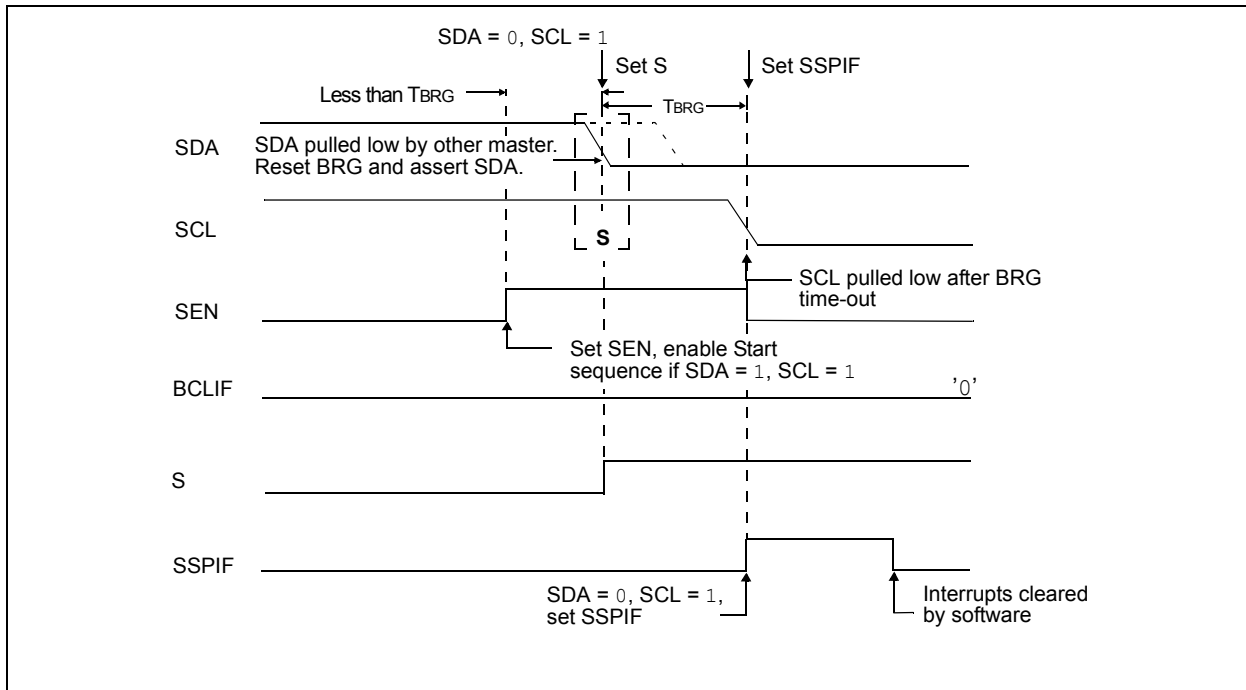 SDA = 0, SCL = 1
Set S
Set SSPIF
Less than TBRG
TBRG
SDA
SDA pulled low by other master.
Reset BRG and assert SDA.
SCL
S
SCL pulled low after BRG
time-out
SEN
Set SEN, enable Start
sequence if SDA = 1, SCL = 1
BCLIF
'0'
S
SSPIF
SDA = 0, SCL = 1,
set SSPIF
Interrupts cleared
by software